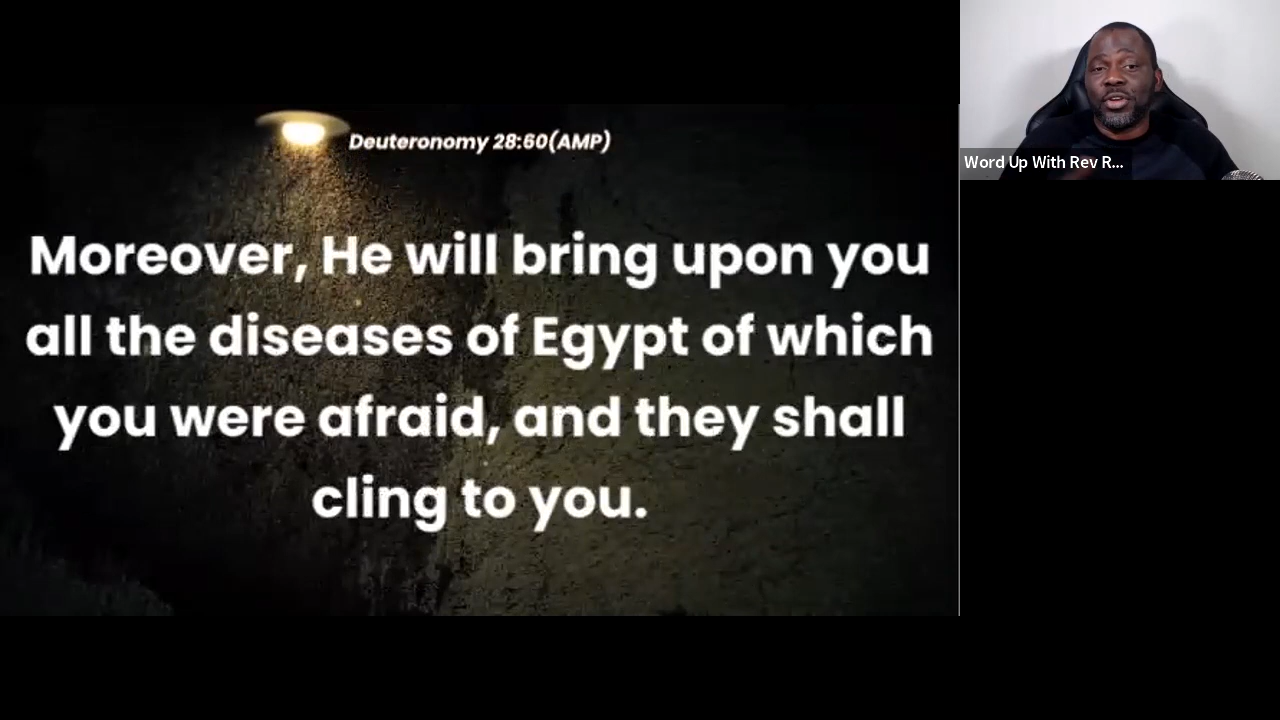 Deuteronomy 28:60(AMP)
Moreover, He will bring upon you
all the diseases of Egypt of which
you were afraid, and they shall
cling to you.
Word Up With Rev R...